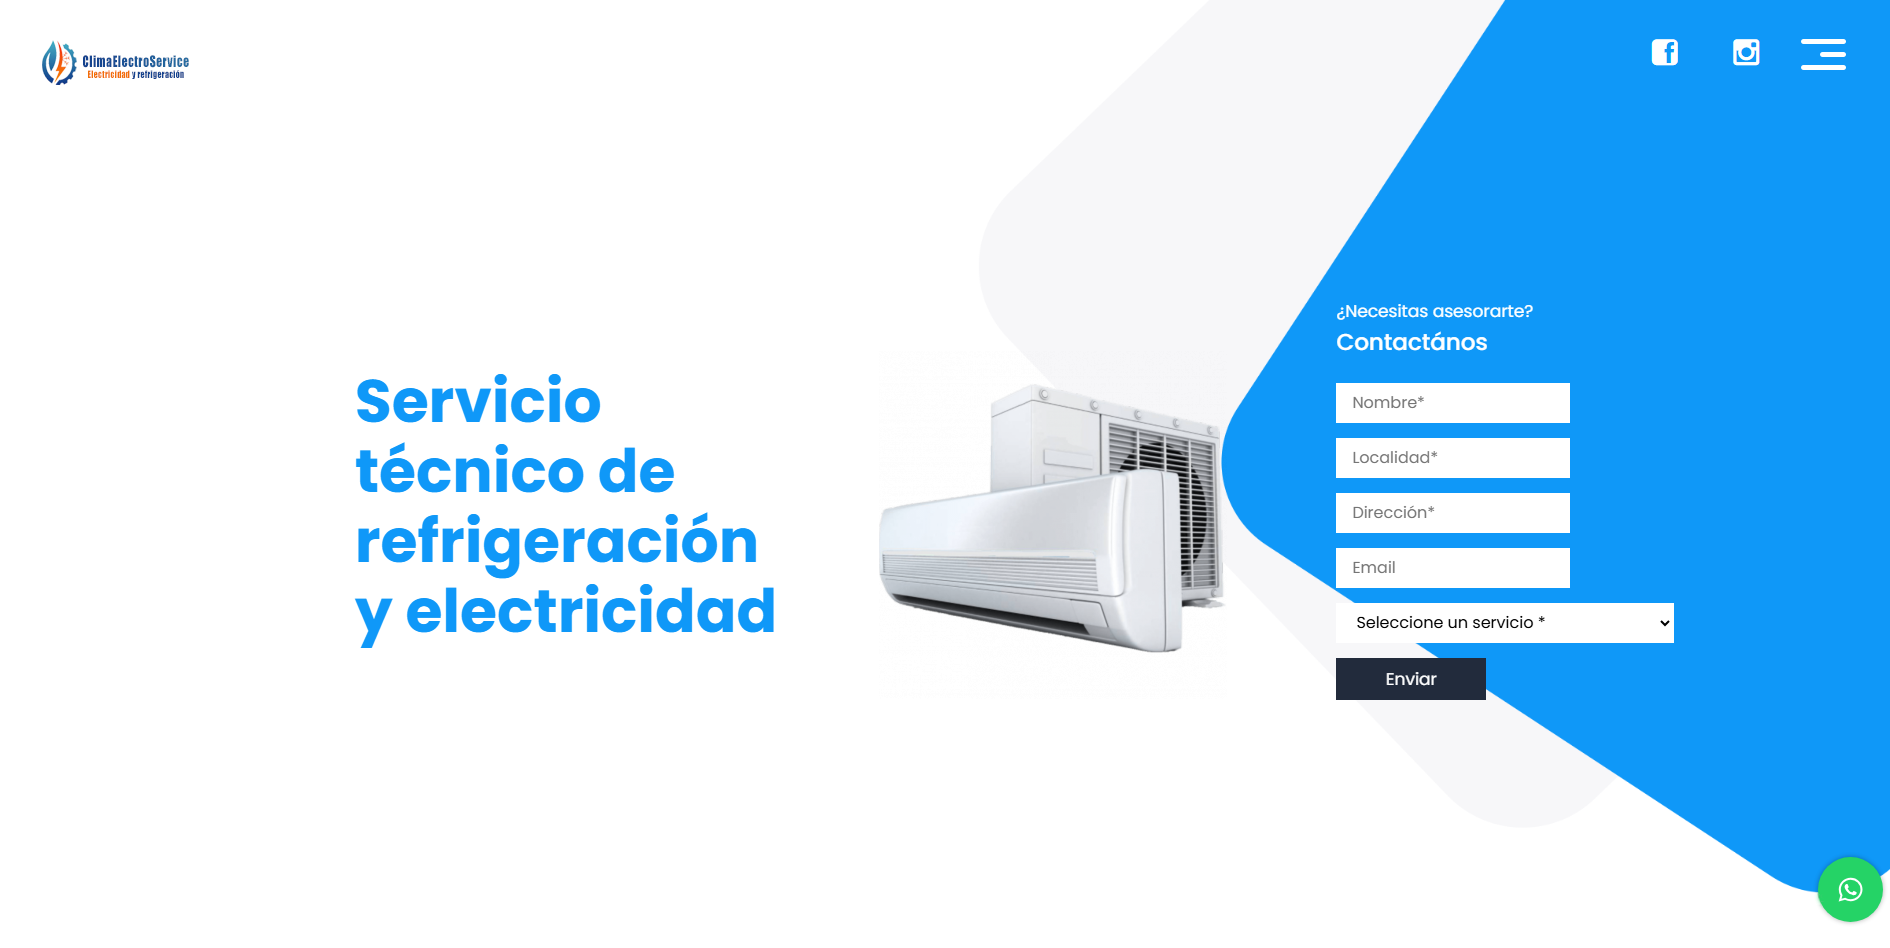 ClimaElectroService
Electricidad y refrigeración
¿Necesitas asesorarte?
Contactános
Servicio
técnico de
refrigeración
y electricidad
Nombre*
Localidad*
Dirección*
Email
Seleccione un servicio *
Enviar